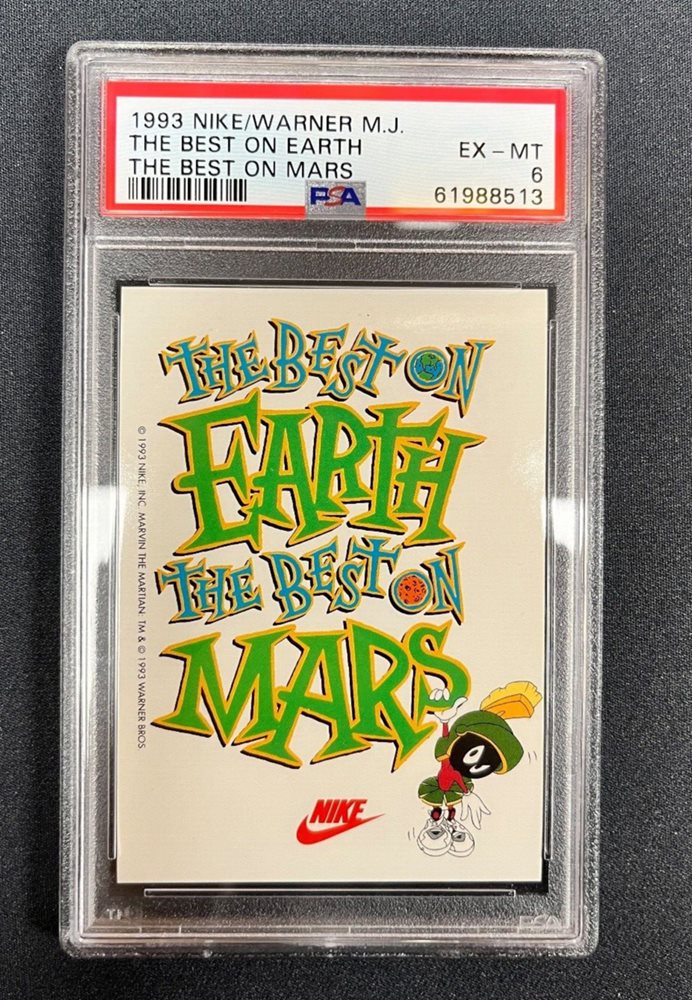 1993 NIKE/WARNER M.J.
THE BEST ON EARTH EX - MT
THE BEST ON MARS 6
PSA 61988513
THE BEST ON
EARTH
THE BEST ON
MARS
NIKE
© 1993 NIKE, INC. MARVIN THE MARTIAN: TM & © 1993 WARNER BROS
PSA